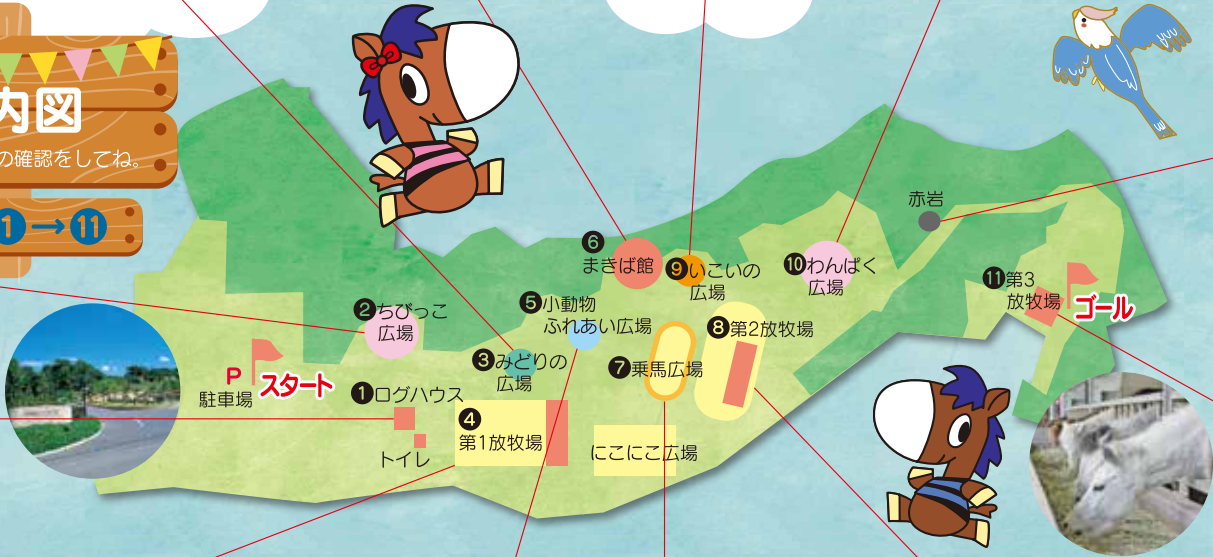 内図
の確認をしてね。
1→11
❷ちびっこ
広場
P
駐車場
スタート
❶ログハウス
トイレ
❸みどりの
広場
❹
第1放牧場
❺小動物
ふれあい広場
❻
まきば館
❼乗馬広場
にこにこ広場
❽第2放牧場
❾いこいの
広場
❿わんぱく
広場
赤岩
⓫第3
放牧場
ゴール